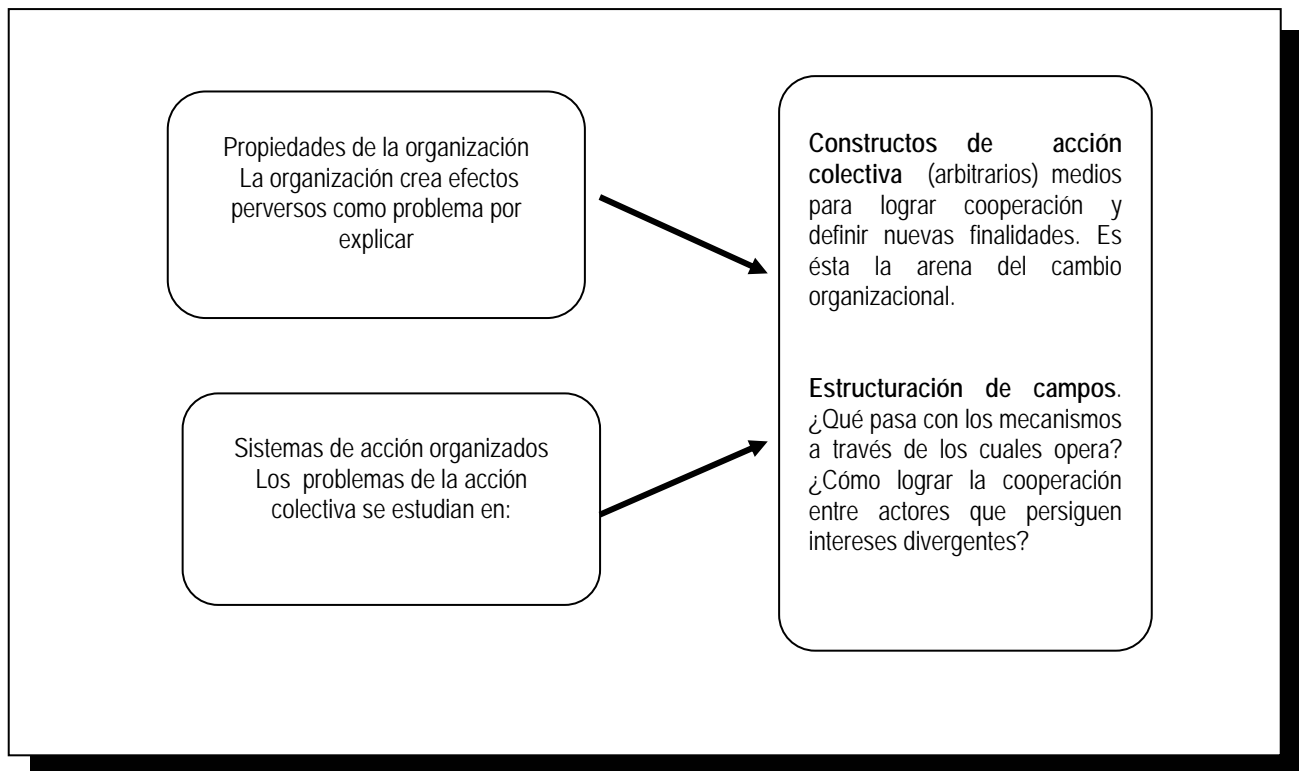 Propiedades de la organización
La organización crea efectos
perversos como problema por
explicar
Sistemas de acción organizados
Los problemas de la acción
colectiva se estudian en:
Constructos de acción
colectiva (arbitrarios) medios
para lograr cooperación y
definir nuevas finalidades. Es
ésta la arena del cambio
organizacional.
Estructuración de campos.
¿Qué pasa con los mecanismos
a través de los cuales opera?
¿Cómo lograr la cooperación
entre actores que persiguen
intereses divergentes?